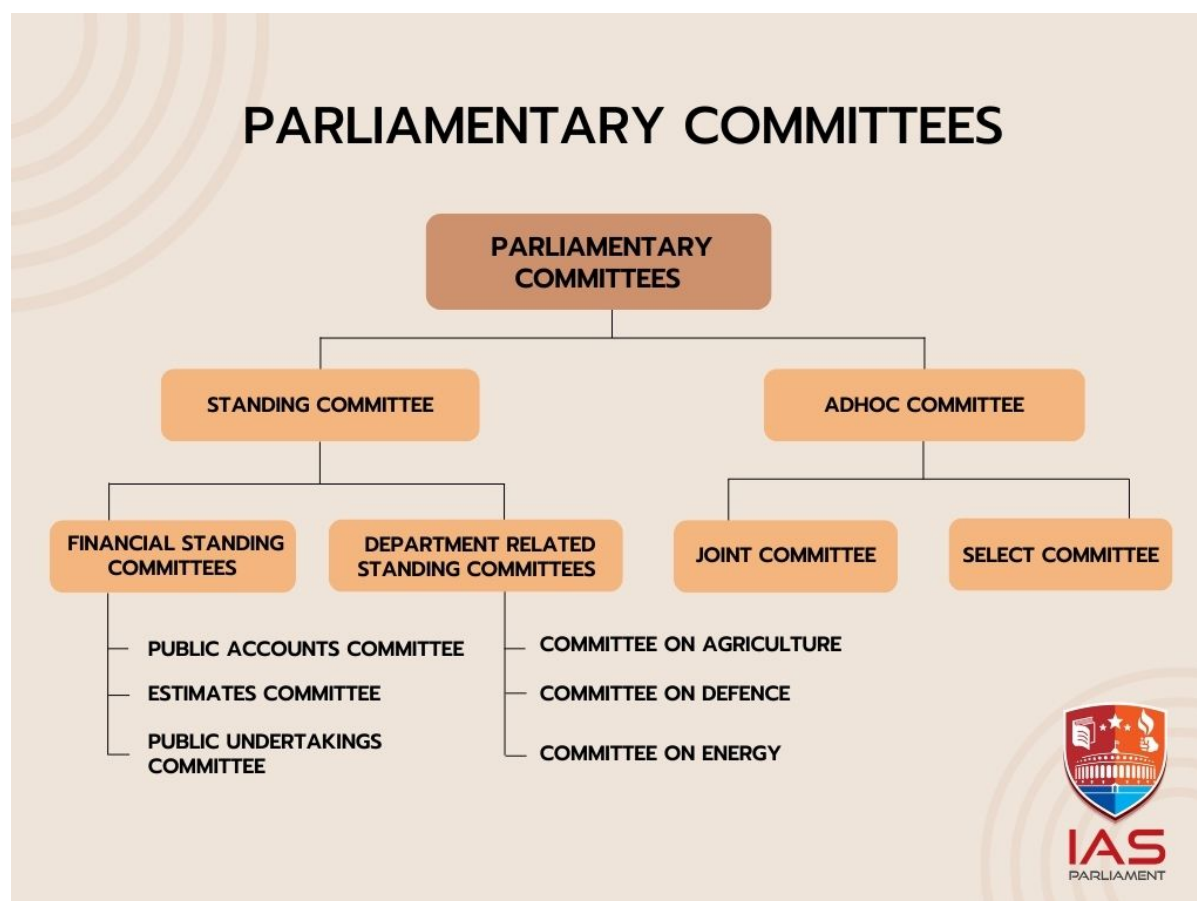 PARLIAMENTARY COMMITTEES
PARLIAMENTARY
COMMITTEES
STANDING COMMITTEE
ADHOC COMMITTEE
FINANCIAL STANDING
COMMITTEES
DEPARTMENT RELATED
STANDING COMMITTEES
JOINT COMMITTEE
SELECT COMMITTEE
PUBLIC ACCOUNTS COMMITTEE
ESTIMATES COMMITTEE
PUBLIC UNDERTAKINGS
COMMITTEE
COMMITTEE ON AGRICULTURE
COMMITTEE ON DEFENCE
COMMITTEE ON ENERGY
IAS
PARLIAMENT